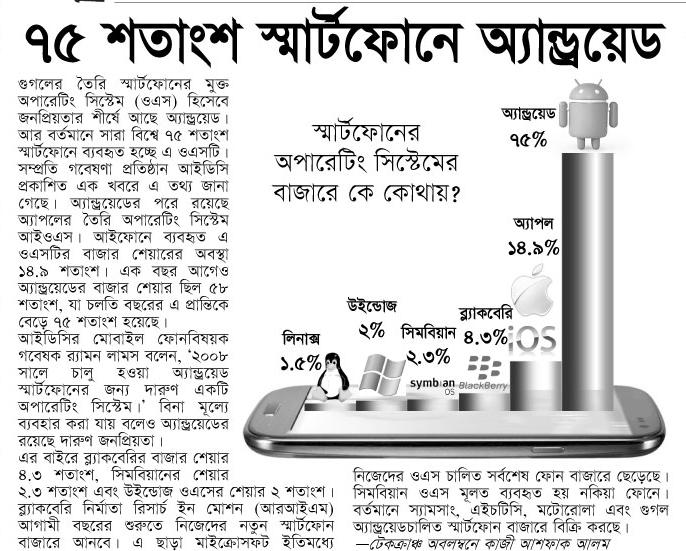 ৭৫ শতাংশ স্মার্টফোনে অ্যান্ড্রয়েড
গুগলের তৈরি স্মার্টফোনের মুক্ত
অপারেটিং সিস্টেম (ওএস) হিসেবে
জনপ্রিয়তার শীর্ষে আছে অ্যান্ড্রয়েড।
আর বর্তমানে সারা বিশ্বে ৭৫ শতাংশ
স্মার্টফোনে ব্যবহৃত হচ্ছে এ ওএসটি।
সম্প্রতি গবেষণা প্রতিষ্ঠান আইডিসি
প্রকাশিত এক খবরে এ তথ্য জানা
গেছে। অ্যান্ড্রয়েডের পরে রয়েছে
অ্যাপলের তৈরি অপারেটিং সিস্টেম
আইওএস। আইফোনে ব্যবহৃত এ
ওএসটির বাজার শেয়ারের অবস্থা
১৪.৯ শতাংশ। এক বছর আগেও
অ্যান্ড্রয়েডের বাজার শেয়ার ছিল ৫৮
শতাংশ, যা চলতি বছরের এ প্রান্তিকে
বেড়ে ৭৫ শতাংশ হয়েছে।
আইডিসির মোবাইল ফোনবিষয়ক
গবেষক র‍্যামন লামস বলেন, ‘২০০৮
সালে চালু হওয়া অ্যান্ড্রয়েড
স্মার্টফোনের জন্য দারুণ একটি
অপারেটিং সিস্টেম।’ বিনা মূল্যে
ব্যবহার করা যায় বলেও অ্যান্ড্রয়েডের
রয়েছে দারুণ জনপ্রিয়তা।
এর বাইরে ব্ল্যাকবেরির বাজার শেয়ার
৪.৩ শতাংশ, সিমবিয়ানের শেয়ার
২.৩ শতাংশ এবং উইন্ডোজ ওএসের শেয়ার ২ শতাংশ।
ব্ল্যাকবেরি নির্মাতা রিসার্চ ইন মোশন (আরআইএম)
আগামী বছরের শুরুতে নিজেদের নতুন স্মার্টফোন
বাজারে আনবে। এ ছাড়া মাইক্রোসফট ইতিমধ্যে
নিজেদের ওএস চালিত সর্বশেষ ফোন বাজারে ছেড়েছে।
সিমবিয়ান ওএস মূলত ব্যবহৃত হয় নকিয়া ফোনে।
বর্তমানে স্যামসাং, এইচটিসি, মটোরোলা এবং গুগল
অ্যান্ড্রয়েডচালিত স্মার্টফোন বাজারে বিক্রি করছে।
—টেকক্রাঞ্চ অবলম্বনে কাজী আশফাক আলম
স্মার্টফোনের
অপারেটিং সিস্টেমের
বাজারে কে কোথায়?
লিনাক্স
১.৫%
উইন্ডোজ
২%
সিমবিয়ান
২.৩%
symbian
OS
ব্ল্যাকবেরি
৪.৩%
BlackBerry
অ্যাপল
১৪.৯%
iOS
অ্যান্ড্রয়েড
৭৫%